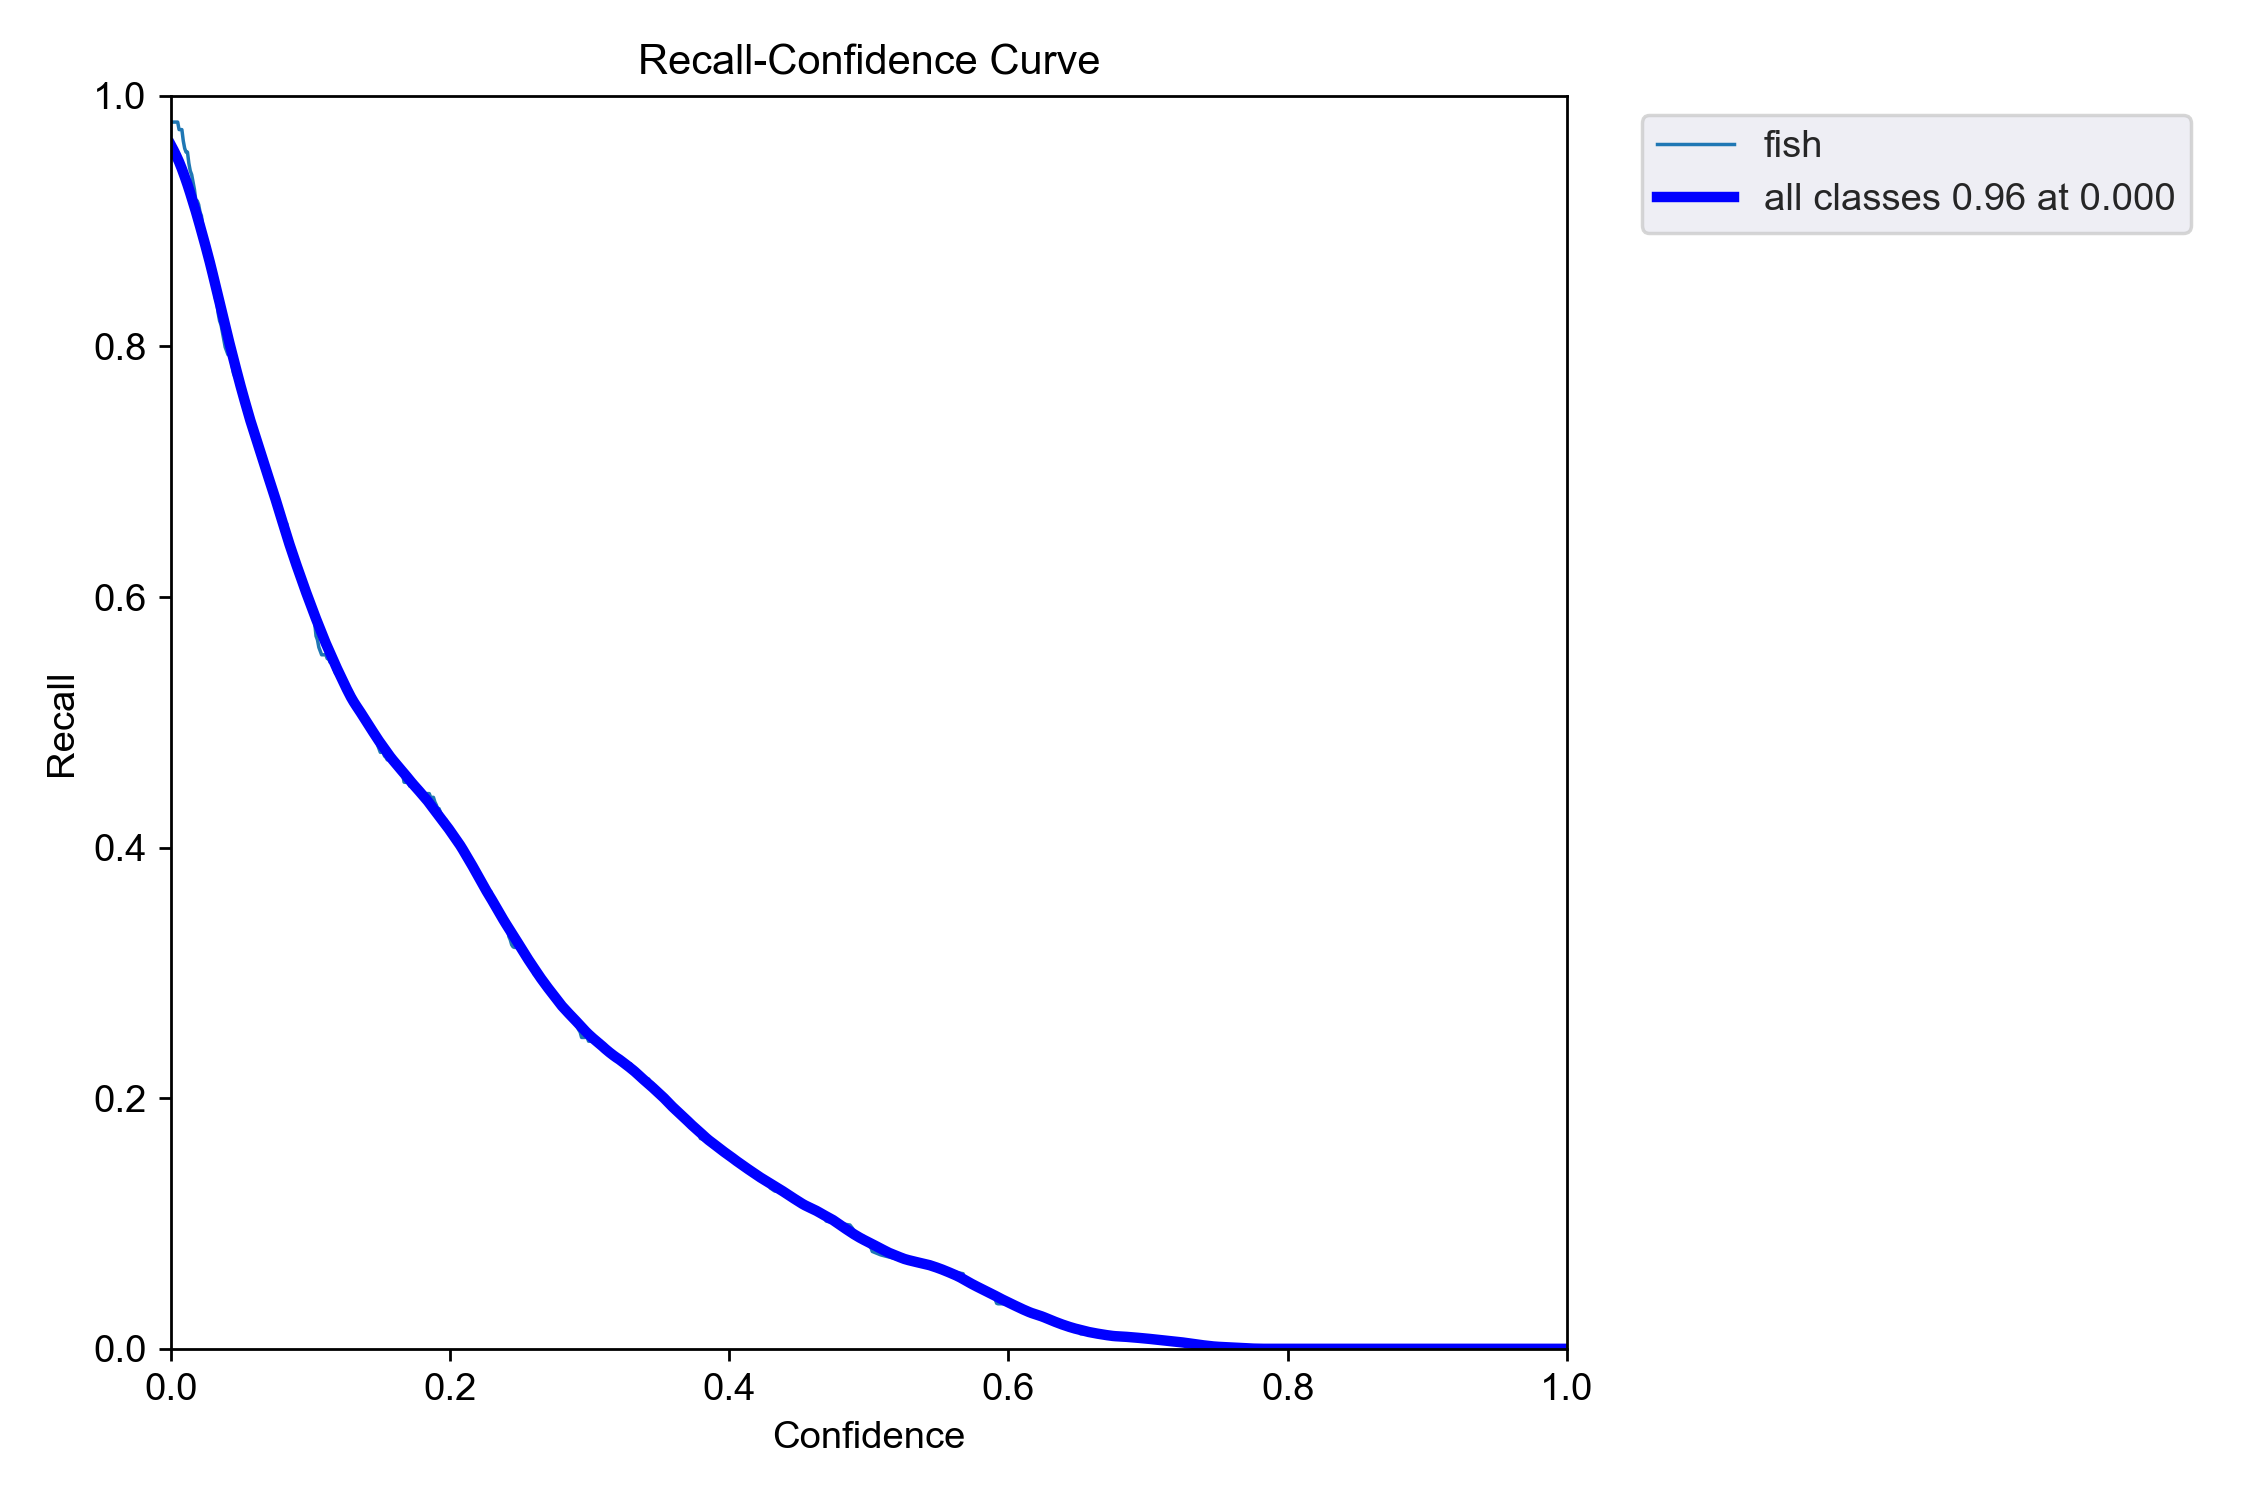 Recall-Confidence Curve
1.0
0.8
0.6
0.4
0.2
0.0
Recall
0.0 0.2 0.4 0.6 0.8 1.0
Confidence
fish
all classes 0.96 at 0.000